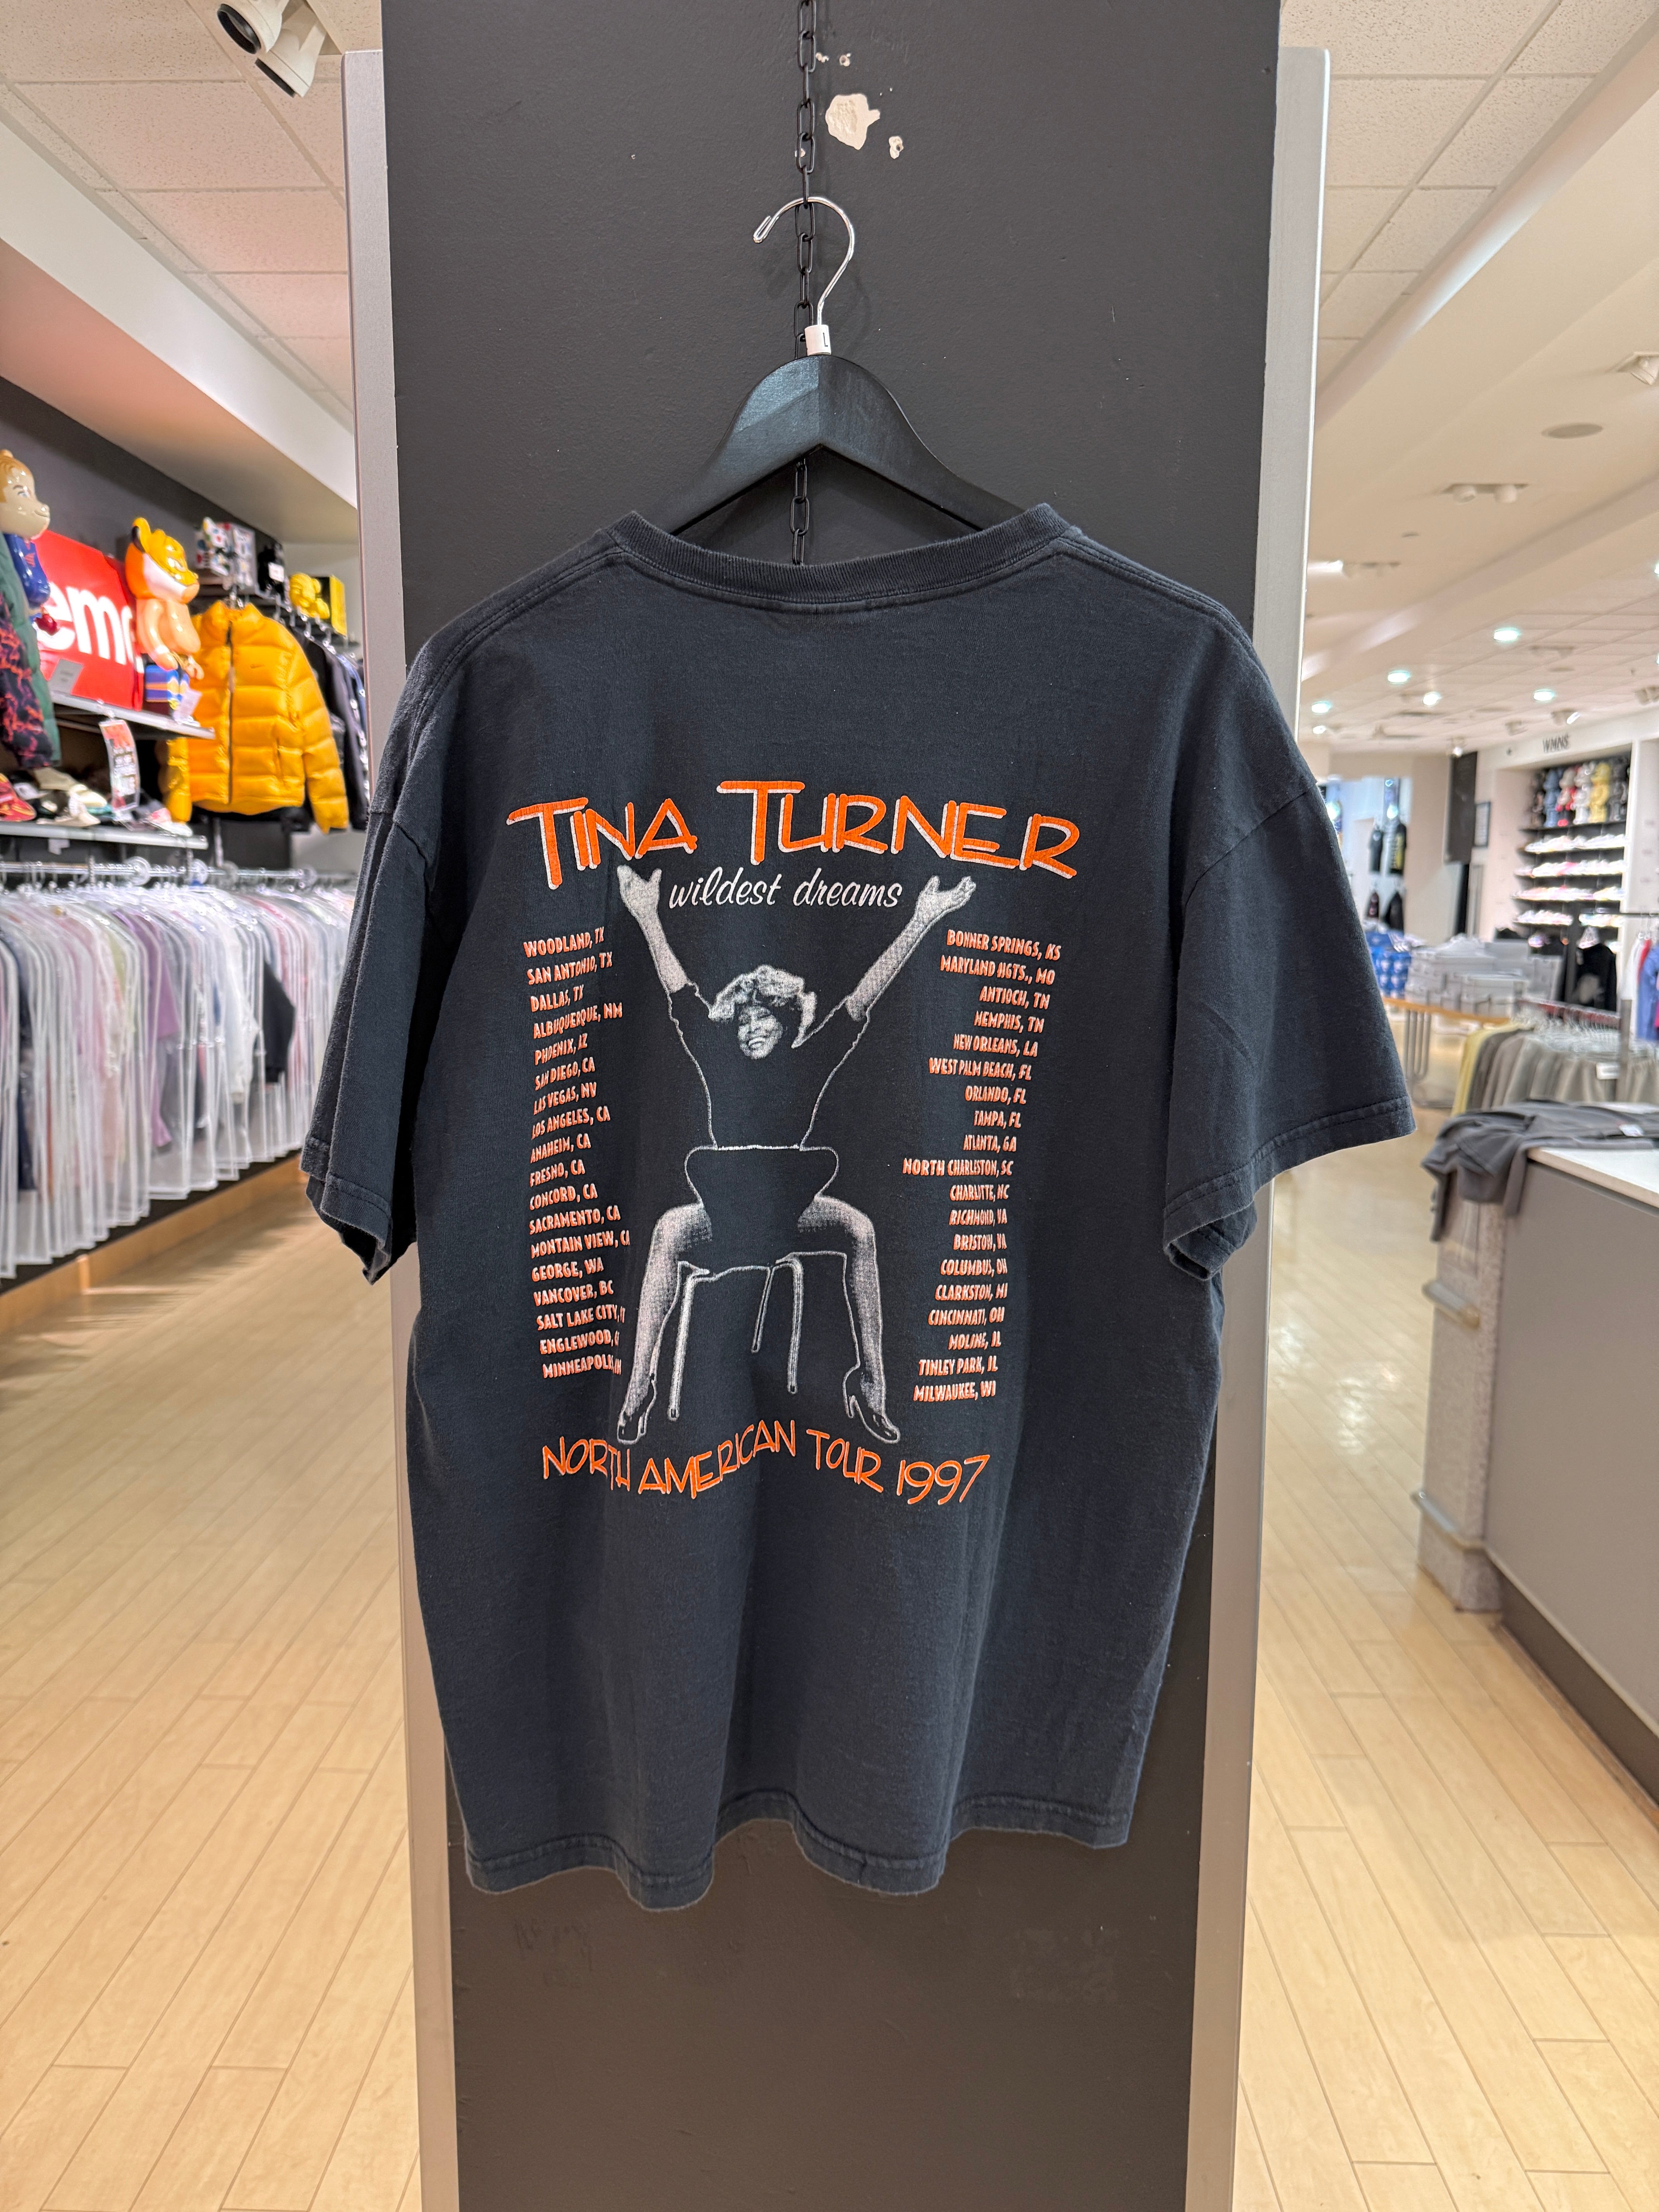 L
WMNS
TINA TURNER
wildest dreams
WOODLAND, TX
SAN ANTONIO, TX
DALLAS, TX
ALBUQUERQUE, NM
PHOENIX, AZ
SAN DIEGO, CA
LAS VEGAS, NV
LOS ANGELES, CA
ANAHEIM, CA
FRESNO, CA
CONCORD, CA
SACRAMENTO, CA
MONTAIN VIEW, CA
GEORGE, WA
VANCOVER, BC
SALT LAKE CITY,
ENGLEWOOD,
MINNEAPOLIS
BONNER SPRINGS, KS
MARYLAND HGTS., MO
ANTIOCH, TN
MEMPHIS, TN
NEW ORLEANS, LA
WEST PALM BEACH, FL
ORLANDO, FL
TAMPA, FL
ATLANTA, GA
NORTH CHARLSTON, SC
CHARLITTE, NC
RICHMOND, VA
BRISTOW, VA
COLUMBUS, OH
CLARKSTON, MI
CINCINNATI, OH
MOLINE, IL
TINLEY PARK, IL
MILWAUKEE, WI
NORTH AMERICAN TOUR 1997